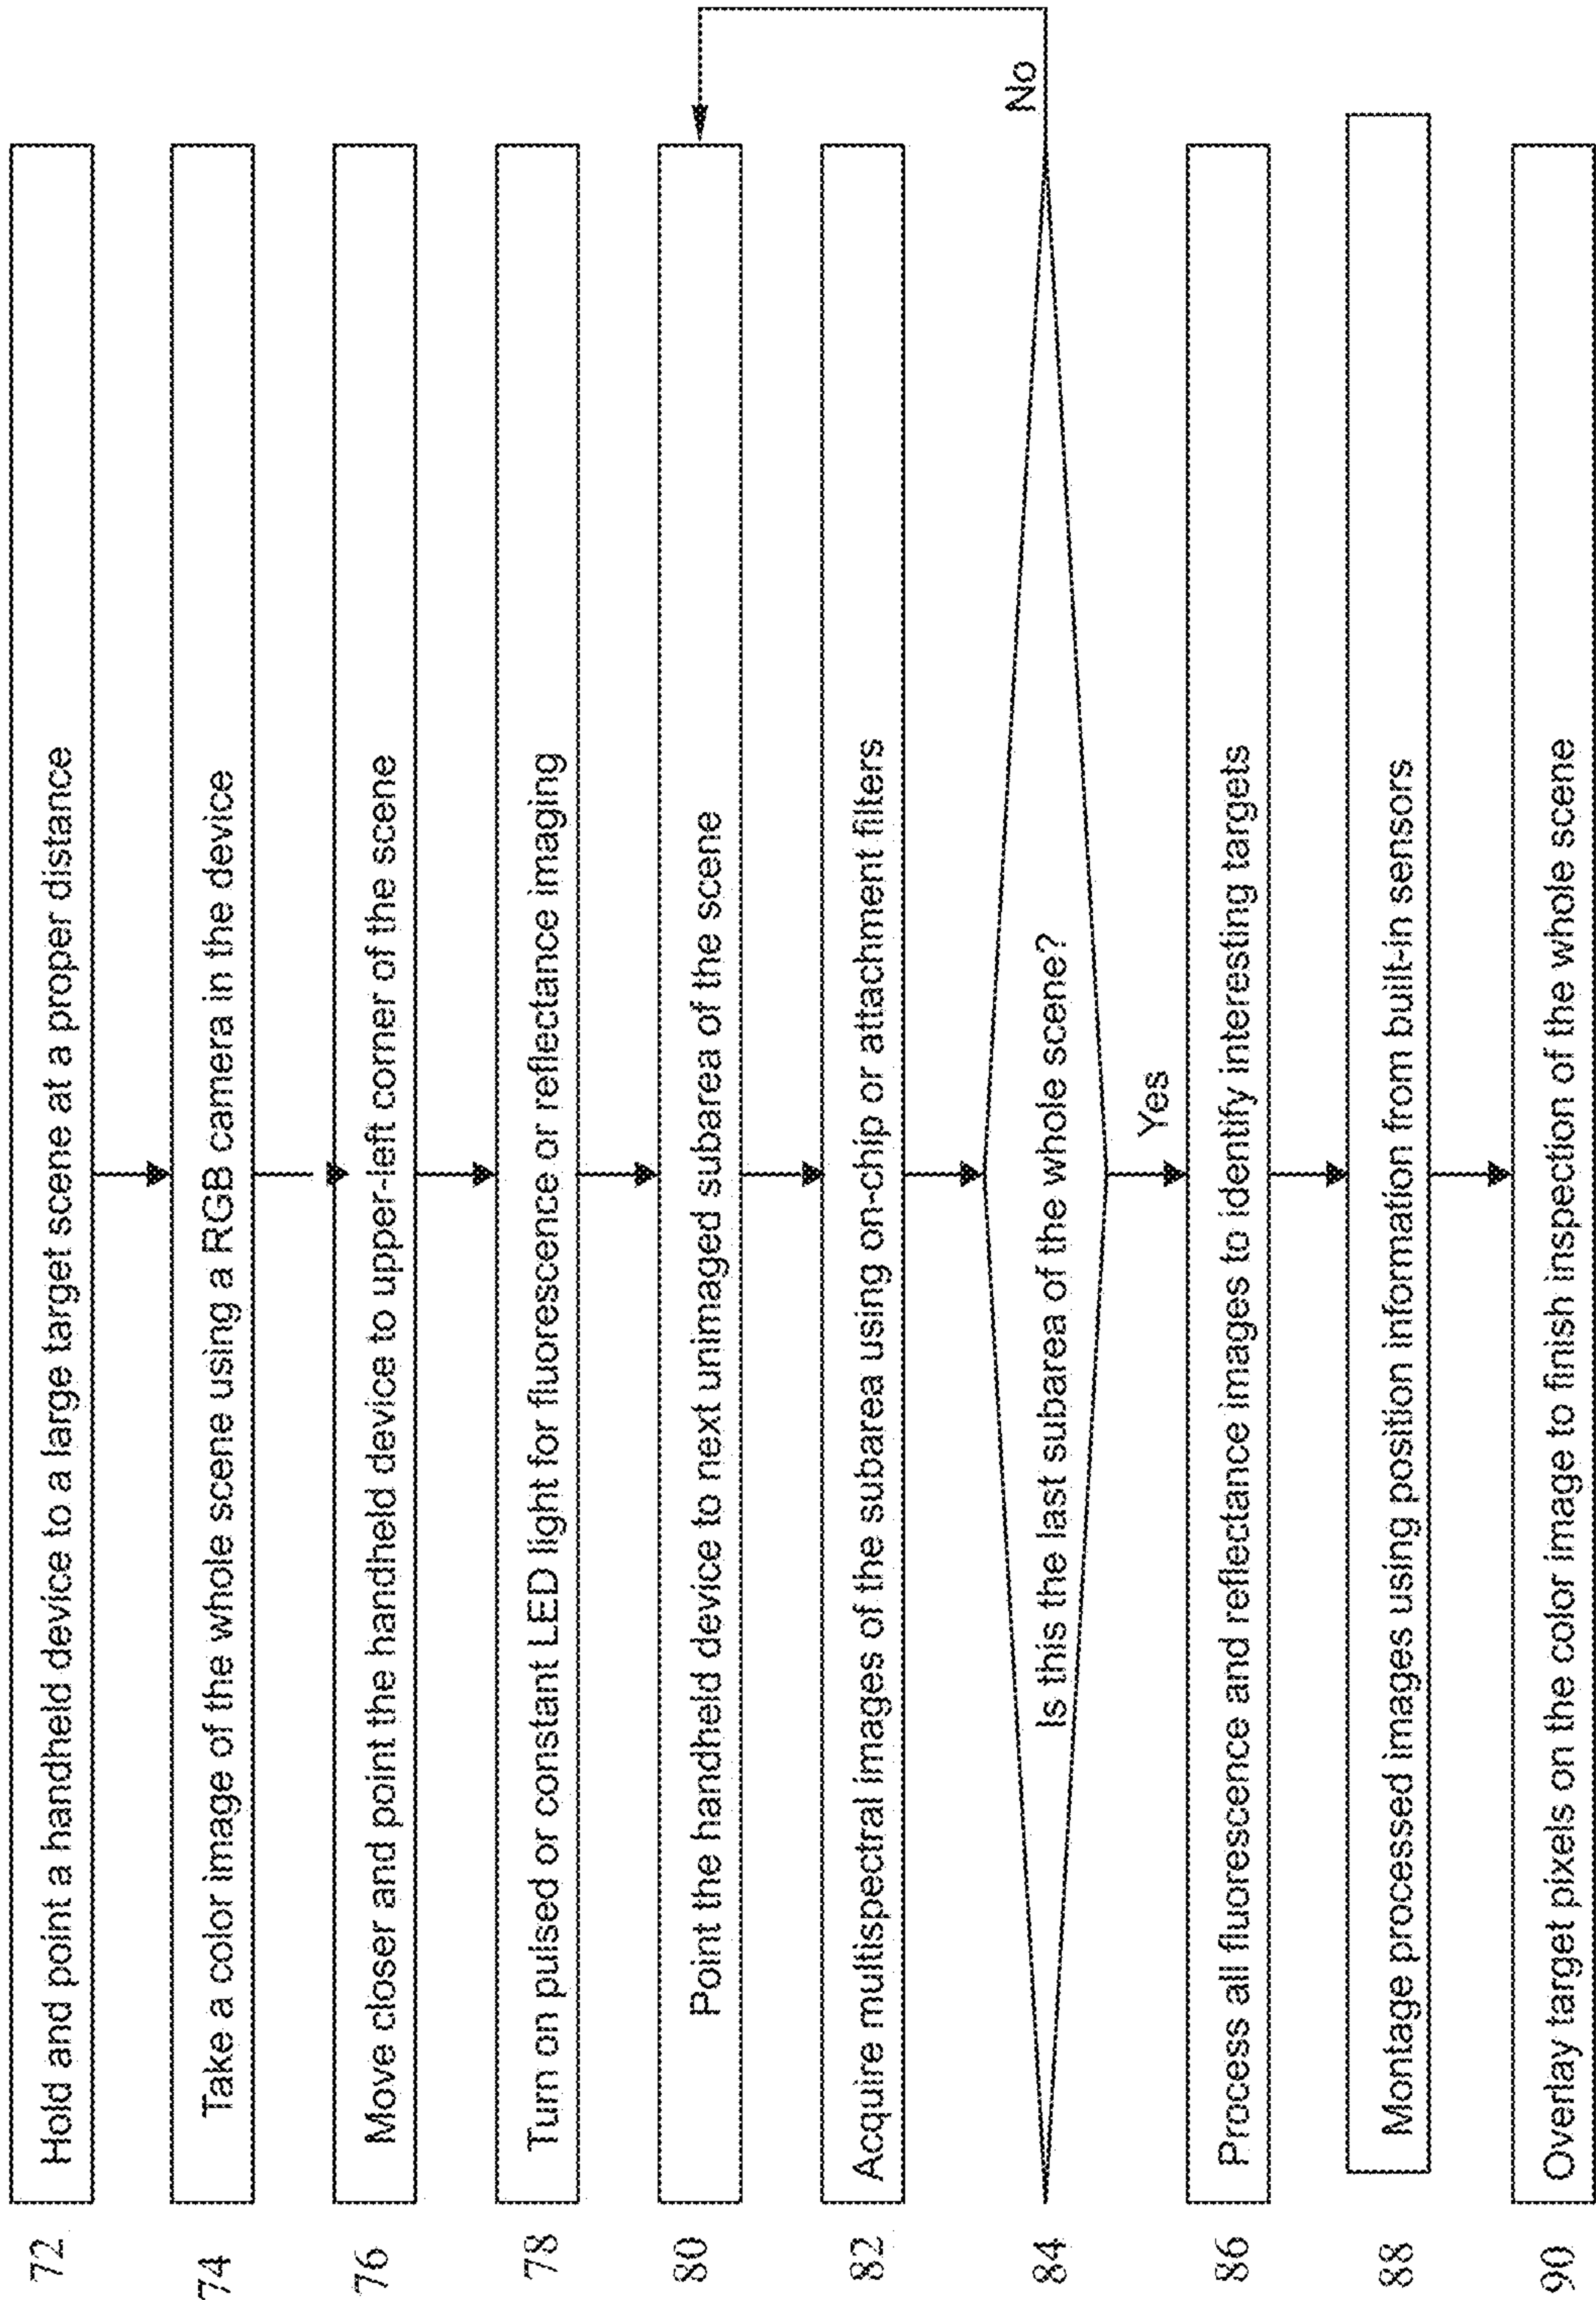 72 Hold and point a handheld device to a large target scene at a proper distance
74 Take a color image of the whole scene using a RGB camera in the device
76 Move closer and point the handheld device to upper-left corner of the scene
78 Turn on pulsed or constant LED light for fluorescence or reflectance imaging
80 Point the handheld device to next unimaged subarea of the scene
82 Acquire multispectral images of the subarea using on-chip or attachment filters
84 Is this the last subarea of the whole scene?
No
Yes
86 Process all fluorescence and reflectance images to identify interesting targets
88 Montage processed images using position information from built-in sensors
90 Overlay target pixels on the color image to finish inspection of the whole scene